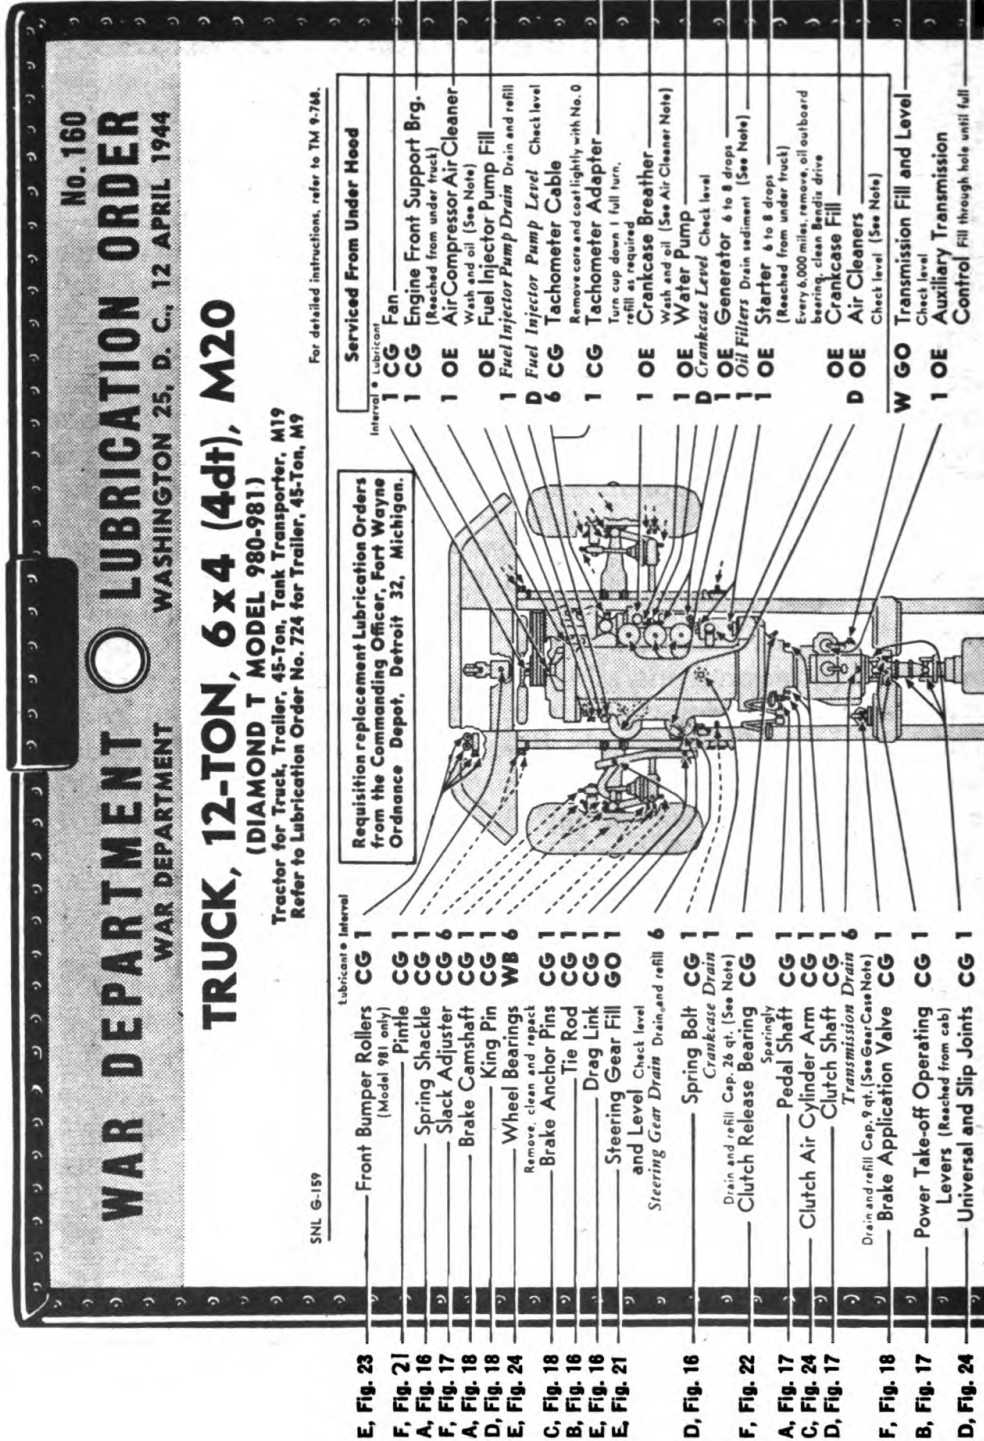 WAR DEPARTMENT LUBRICATION ORDER
No. 160
WAR DEPARTMENT
WASHINGTON 25, D. C., 12 APRIL 1944
TRUCK, 12-TON, 6x4 (4dt), M20
(DIAMOND T MODEL 980-981)
Tractor for Truck, Trailer, 45-Ton, Tank Transporter, M19
Refer to Lubrication Order No. 724 for Trailer, 45-Ton, M9
SNL G-159
For detailed instructions, refer to TM 9-768.
Requisition replacement Lubrication Orders
from the Commanding Officer, Fort Wayne
Ordnance Depot, Detroit 32, Michigan.
Lubricant • Interval
E, Fig. 23 Front Bumper Rollers CG 1
(Model 981 only)
F, Fig. 21 Pintle CG 1
A, Fig. 16 Spring Shackle CG 1
F, Fig. 17 Slack Adjuster CG 6
A, Fig. 18 Brake Camshaft CG 1
D, Fig. 18 King Pin CG 1
E, Fig. 24 Wheel Bearings WB 6
Remove, clean and repack
C, Fig. 18 Brake Anchor Pins CG 1
B, Fig. 16 Tie Rod CG 1
E, Fig. 16 Drag Link CG 1
E, Fig. 21 Steering Gear Fill GO 1
and Level Check level
Steering Gear Drain Drain and refill 6
D, Fig. 16 Spring Bolt CG 1
Crankcase Drain 1
Drain and refill Cap. 26 qt. (See Note)
F, Fig. 22 Clutch Release Bearing CG 1
Sparingly
A, Fig. 17 Pedal Shaft CG 1
C, Fig. 24 Clutch Air Cylinder Arm CG 1
D, Fig. 17 Clutch Shaft CG 1
Transmission Drain 6
Drain and refill Cap. 9 qt. (See Gear Case Note)
F, Fig. 18 Brake Application Valve CG 1
B, Fig. 17 Power Take-off Operating CG 1
Levers (Reached from cab)
D, Fig. 24 Universal and Slip Joints CG 1
Serviced From Under Hood
Interval • Lubricant
1 CG Fan
1 CG Engine Front Support Brg.
(Reached from under truck)
1 OE Air Compressor Air Cleaner
Wash and oil (See Note)
OE Fuel Injector Pump Fill
1 Fuel Injector Pump Drain Drain and refill
D Fuel Injector Pump Level Check level
6 CG Tachometer Cable
Remove core and coat lightly with No. 0
1 CG Tachometer Adapter
Turn cup down 1 full turn,
refill as required
1 OE Crankcase Breather
Wash and oil (See Air Cleaner Note)
1 OE Water Pump
D Crankcase Level Check level
1 OE Generator 6 to 8 drops
1 Oil Filters Drain sediment (See Note)
1 OE Starter 6 to 8 drops
(Reached from under truck)
Every 6,000 miles, remove, oil outboard
bearing, clean Bendix drive
OE Crankcase Fill
D OE Air Cleaners
Check level (See Note)
W GO Transmission Fill and Level
Check level
1 OE Auxiliary Transmission
Control Fill through hole until full